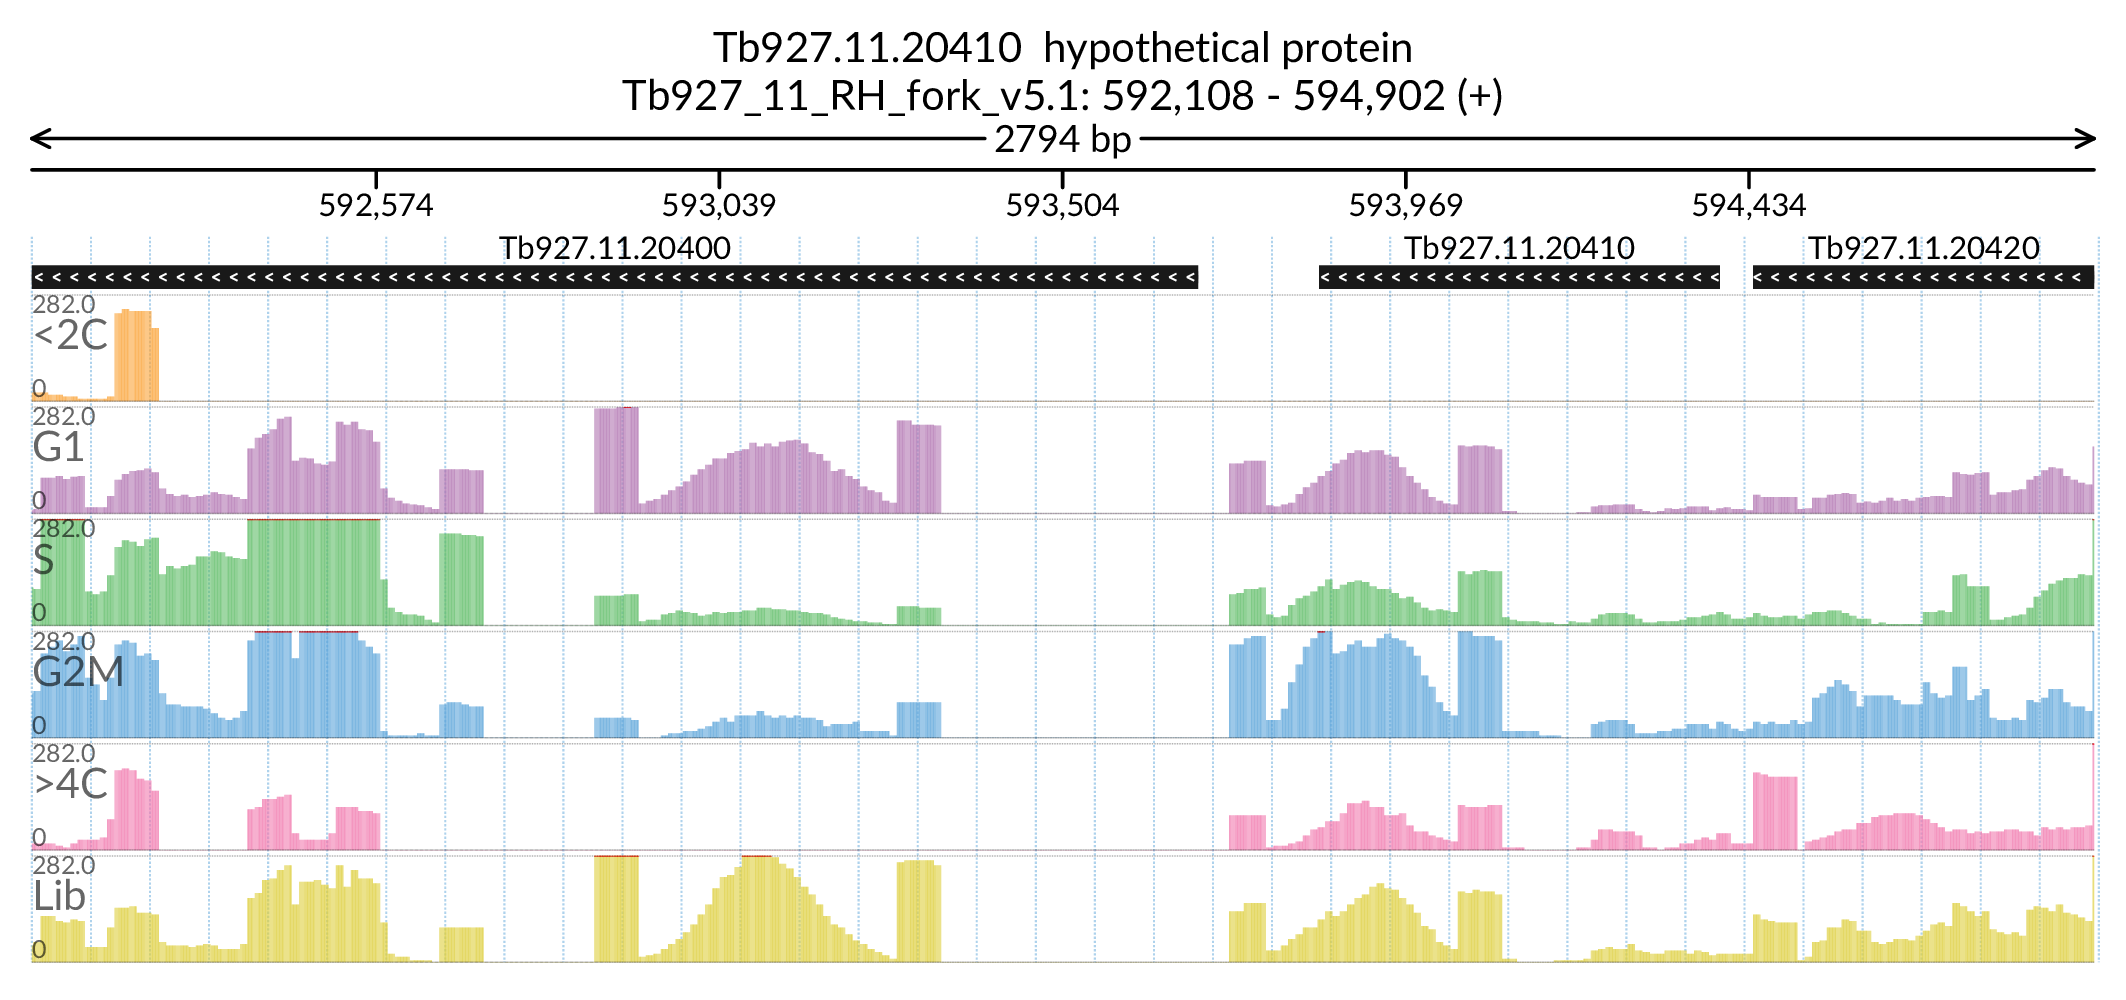 Tb927.11.20410  hypothetical protein
Tb927_11_RH_fork_v5.1: 592,108 - 594,902 (+)
2794 bp
592,574 593,039 593,504 593,969 594,434
Tb927.11.20400 Tb927.11.20410 Tb927.11.20420
282.0
<2C
0
282.0
G1
0
282.0
S
0
282.0
G2M
0
282.0
>4C
0
282.0
Lib
0